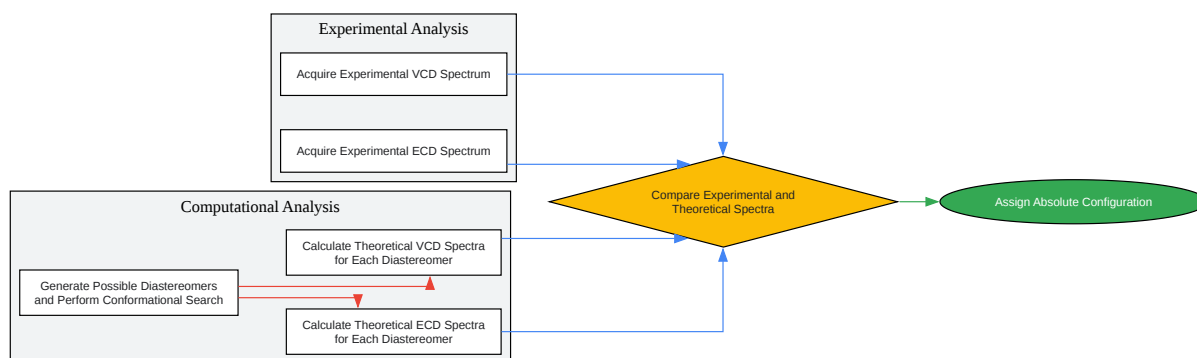 Experimental Analysis
Acquire Experimental VCD Spectrum
Acquire Experimental ECD Spectrum
Compare Experimental and
Theoretical Spectra
Assign Absolute Configuration
Computational Analysis
Calculate Theoretical VCD Spectra
for Each Diastereomer
Generate Possible Diastereomers
and Perform Conformational Search
Calculate Theoretical ECD Spectra
for Each Diastereomer